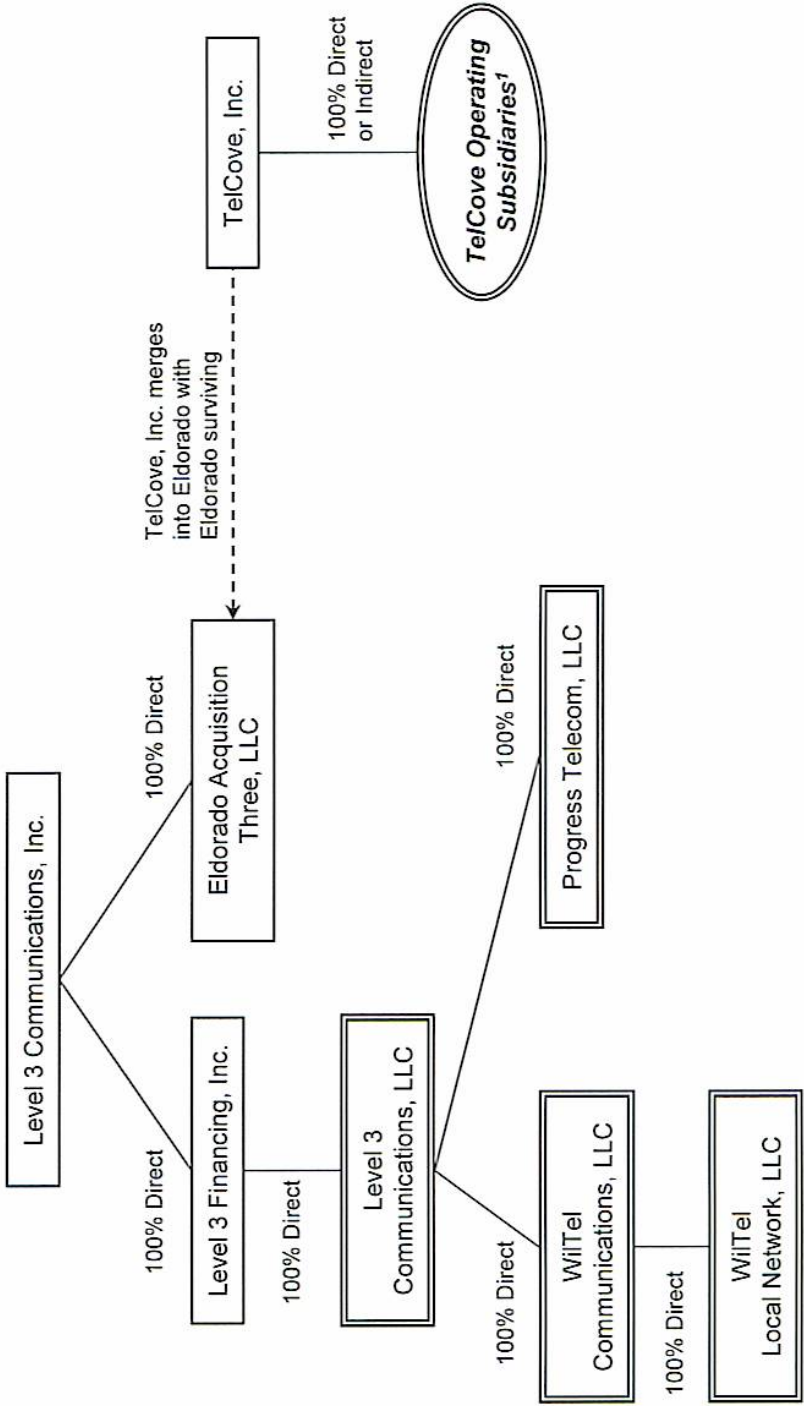 Level 3 Communications, Inc.
100% Direct
100% Direct
Level 3 Financing, Inc.
Eldorado Acquisition
Three, LLC
TelCove, Inc. merges
into Eldorado with
Eldorado surviving
TelCove, Inc.
100% Direct
100% Direct
or Indirect
Level 3
Communications, LLC
TelCove Operating
Subsidiaries¹
100% Direct
100% Direct
WilTel
Communications, LLC
Progress Telecom, LLC
100% Direct
WilTel
Local Network, LLC